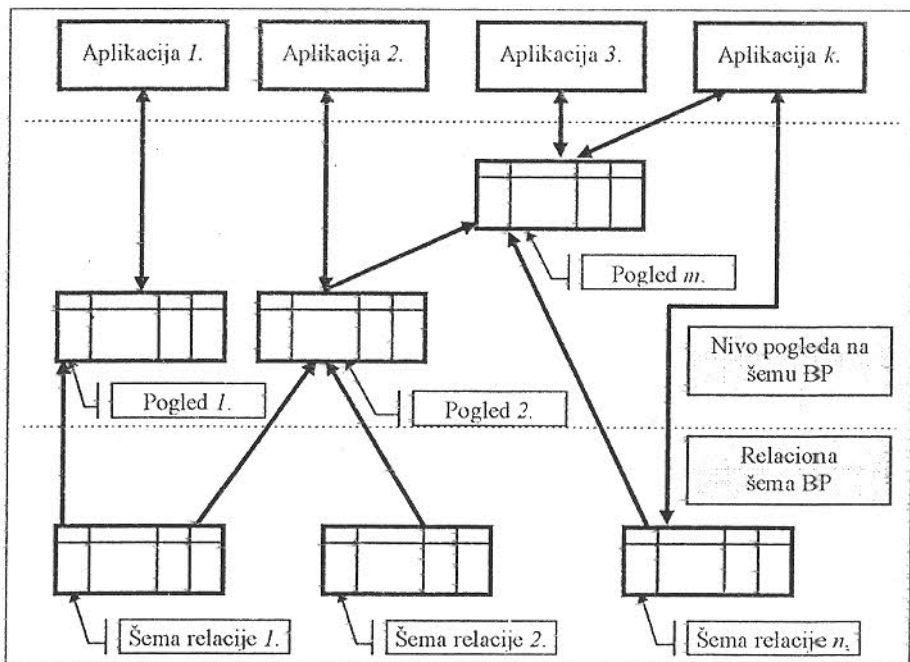 Aplikacija 1.
Aplikacija 2.
Aplikacija 3.
Aplikacija k.
Pogled m.
Nivo pogleda na
šemu BP
Pogled 1.
Pogled 2.
Relaciona
šema BP
Šema relacije 1.
Šema relacije 2.
Šema relacije n.